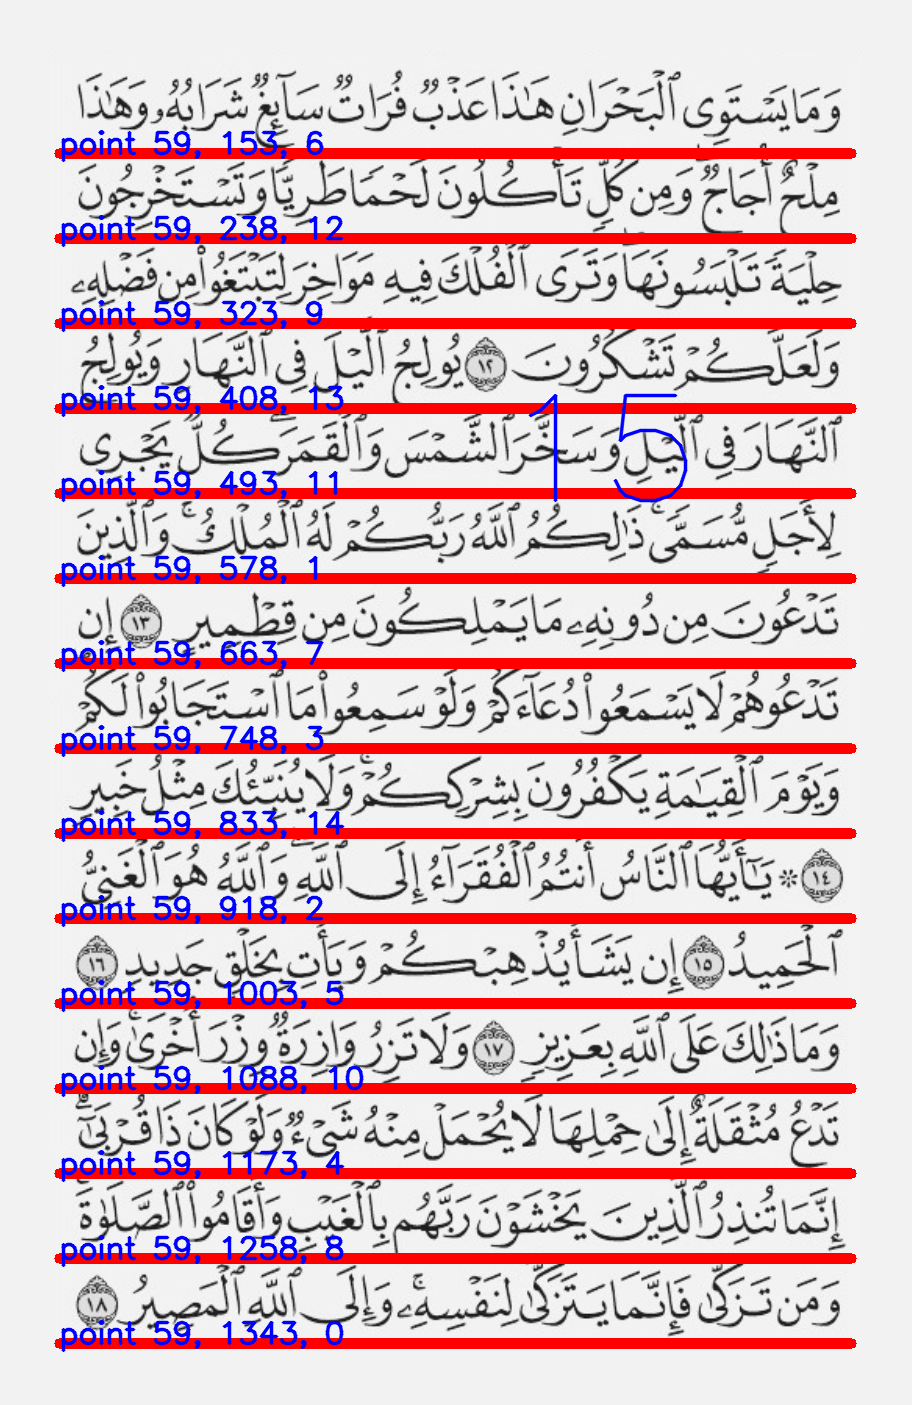 وَمَا يَسْتَوِى ٱلْبَحْرَانِ هَٰذَا عَذْبٌ فُرَاتٌ سَآئِغٌ شَرَابُهُۥ وَهَٰذَا
point 59, 153, 6
مِلْحٌ أُجَاجٌ ۖ وَمِن كُلٍّ تَأْكُلُونَ لَحْمًا طَرِيًّا وَتَسْتَخْرِجُونَ
point 59, 238, 12
حِلْيَةً تَلْبَسُونَهَا ۖ وَتَرَى ٱلْفُلْكَ فِيهِ مَوَاخِرَ لِتَبْتَغُوا۟ مِن فَضْلِهِۦ
point 59, 323, 9
وَلَعَلَّكُمْ تَشْكُرُونَ ١٢ يُولِجُ ٱلَّيْلَ فِى ٱلنَّهَارِ وَيُولِجُ
point 59, 408, 13
15
ٱلنَّهَارَ فِى ٱلَّيْلِ وَسَخَّرَ ٱلشَّمْسَ وَٱلْقَمَرَ ۖ كُلٌّ يَجْرِى
point 59, 493, 11
لِأَجَلٍ مُّسَمًّى ۚ ذَٰلِكُمُ ٱللَّهُ رَبُّكُمْ لَهُ ٱلْمُلْكُ ۚ وَٱلَّذِينَ
point 59, 578, 1
تَدْعُونَ مِن دُونِهِۦ مَا يَمْلِكُونَ مِن قِطْمِيرٍ ١٣ إِن
point 59, 663, 7
تَدْعُوهُمْ لَا يَسْمَعُوا۟ دُعَآءَكُمْ وَلَوْ سَمِعُوا۟ مَا ٱسْتَجَابُوا۟ لَكُمْ
point 59, 748, 3
وَيَوْمَ ٱلْقِيَٰمَةِ يَكْفُرُونَ بِشِرْكِكُمْ ۚ وَلَا يُنَبِّئُكَ مِثْلُ خَبِيرٍ
point 59, 833, 14
١٤ ۞ يَٰٓأَيُّهَا ٱلنَّاسُ أَنتُمُ ٱلْفُقَرَآءُ إِلَى ٱللَّهِ ۖ وَٱللَّهُ هُوَ ٱلْغَنِىُّ
point 59, 918, 2
ٱلْحَمِيدُ ١٥ إِن يَشَأْ يُذْهِبْكُمْ وَيَأْتِ بِخَلْقٍ جَدِيدٍ ١٦
point 59, 1003, 5
وَمَا ذَٰلِكَ عَلَى ٱللَّهِ بِعَزِيزٍ ١٧ وَلَا تَزِرُ وَازِرَةٌ وِزْرَ أُخْرَىٰ ۚ وَإِن
point 59, 1088, 10
تَدْعُ مُثْقَلَةٌ إِلَىٰ حِمْلِهَا لَا يُحْمَلْ مِنْهُ شَىْءٌ وَلَوْ كَانَ ذَا قُرْبَىٰٓ ۗ
point 59, 1173, 4
إِنَّمَا تُنذِرُ ٱلَّذِينَ يَخْشَوْنَ رَبَّهُم بِٱلْغَيْبِ وَأَقَامُوا۟ ٱلصَّلَوٰةَ ۚ
point 59, 1258, 8
وَمَن تَزَكَّىٰ فَإِنَّمَا يَتَزَكَّىٰ لِنَفْسِهِۦ ۚ وَإِلَى ٱللَّهِ ٱلْمَصِيرُ ١٨
point 59, 1343, 0